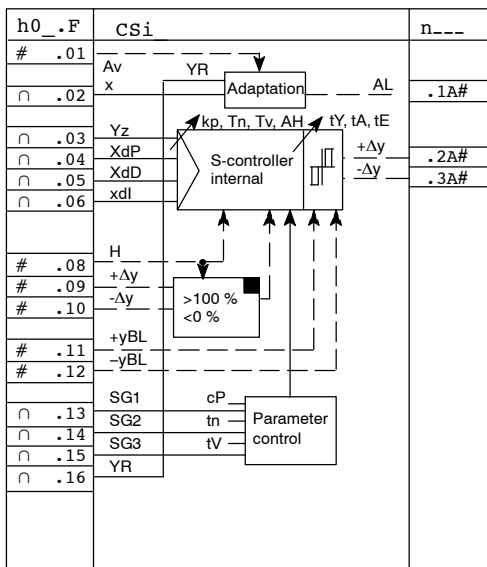 h0_.F CSi n---
# .01 Av YR
∩ .02 x Adaptation AL .1A#
kp, Tn, Tv, AH tY, tA, tE
∩ .03 Yz
∩ .04 XdP S-controller +Δy .2A#
∩ .05 XdD internal -Δy .3A#
∩ .06 xdI
# .08 H
# .09 +Δy >100 %
# .10 -Δy <0 %
# .11 +yBL
# .12 –yBL
∩ .13 SG1 cP
∩ .14 SG2 tn Parameter
∩ .15 SG3 tV control
∩ .16 YR